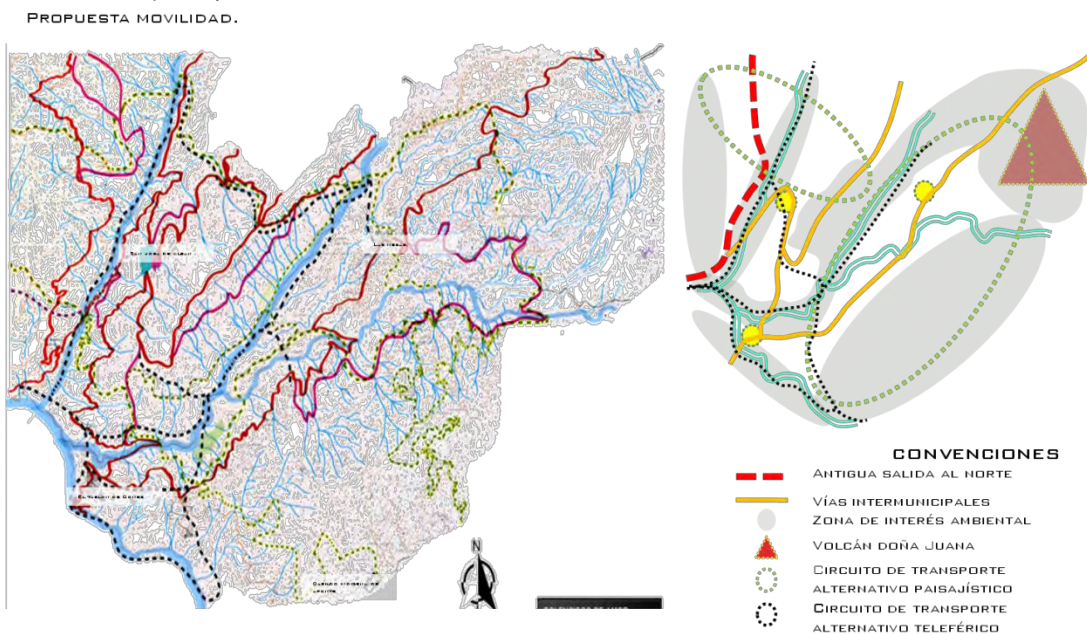 PROPUESTA MOVILIDAD.
N
CONVENCIONES
ANTIGUA SALIDA AL NORTE
VÍAS INTERMUNICIPALES
ZONA DE INTERÉS AMBIENTAL
VOLCÁN DOÑA JUANA
CIRCUITO DE TRANSPORTE
ALTERNATIVO PAISAJÍSTICO
CIRCUITO DE TRANSPORTE
ALTERNATIVO TELEFÉRICO